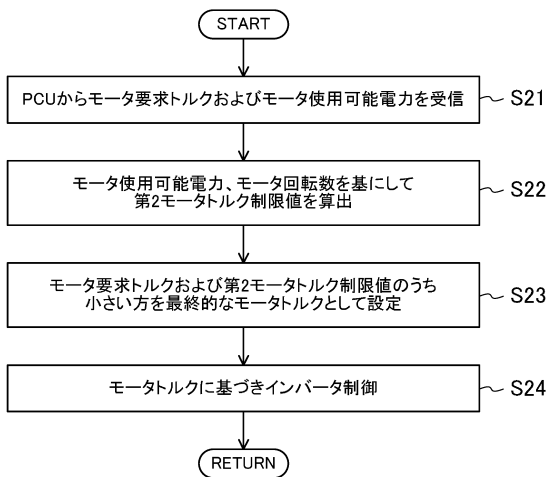 START
PCUからモータ要求トルクおよびモータ使用可能電力を受信
S21
モータ使用可能電力、モータ回転数を基にして
第2モータトルク制限値を算出
S22
モータ要求トルクおよび第2モータトルク制限値のうち
小さい方を最終的なモータトルクとして設定
S23
モータトルクに基づきインバータ制御
S24
RETURN